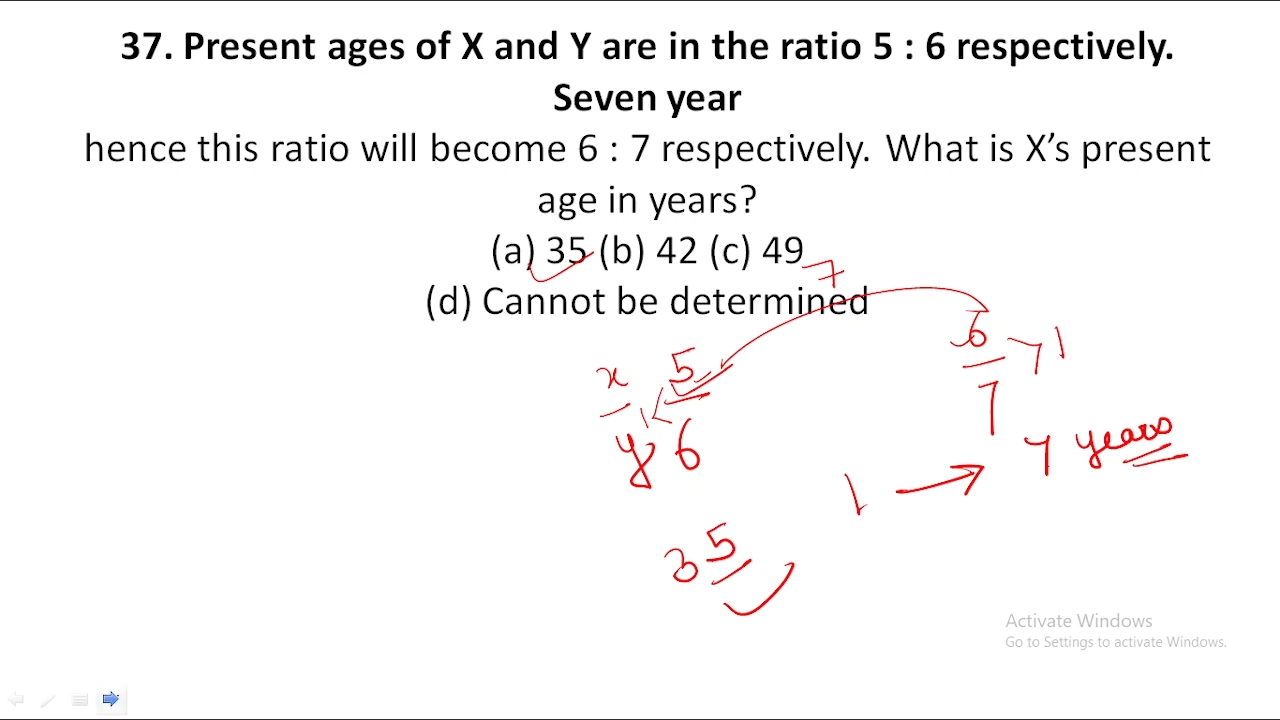 37. Present ages of X and Y are in the ratio 5 : 6 respectively.
Seven year
hence this ratio will become 6 : 7 respectively. What is X’s present
age in years?
(a) 35 (b) 42 (c) 49
(d) Cannot be determined
7
x 5
6
1
1
y 6
7
1 → 7 years
35
Activate Windows
Go to Settings to activate Windows.